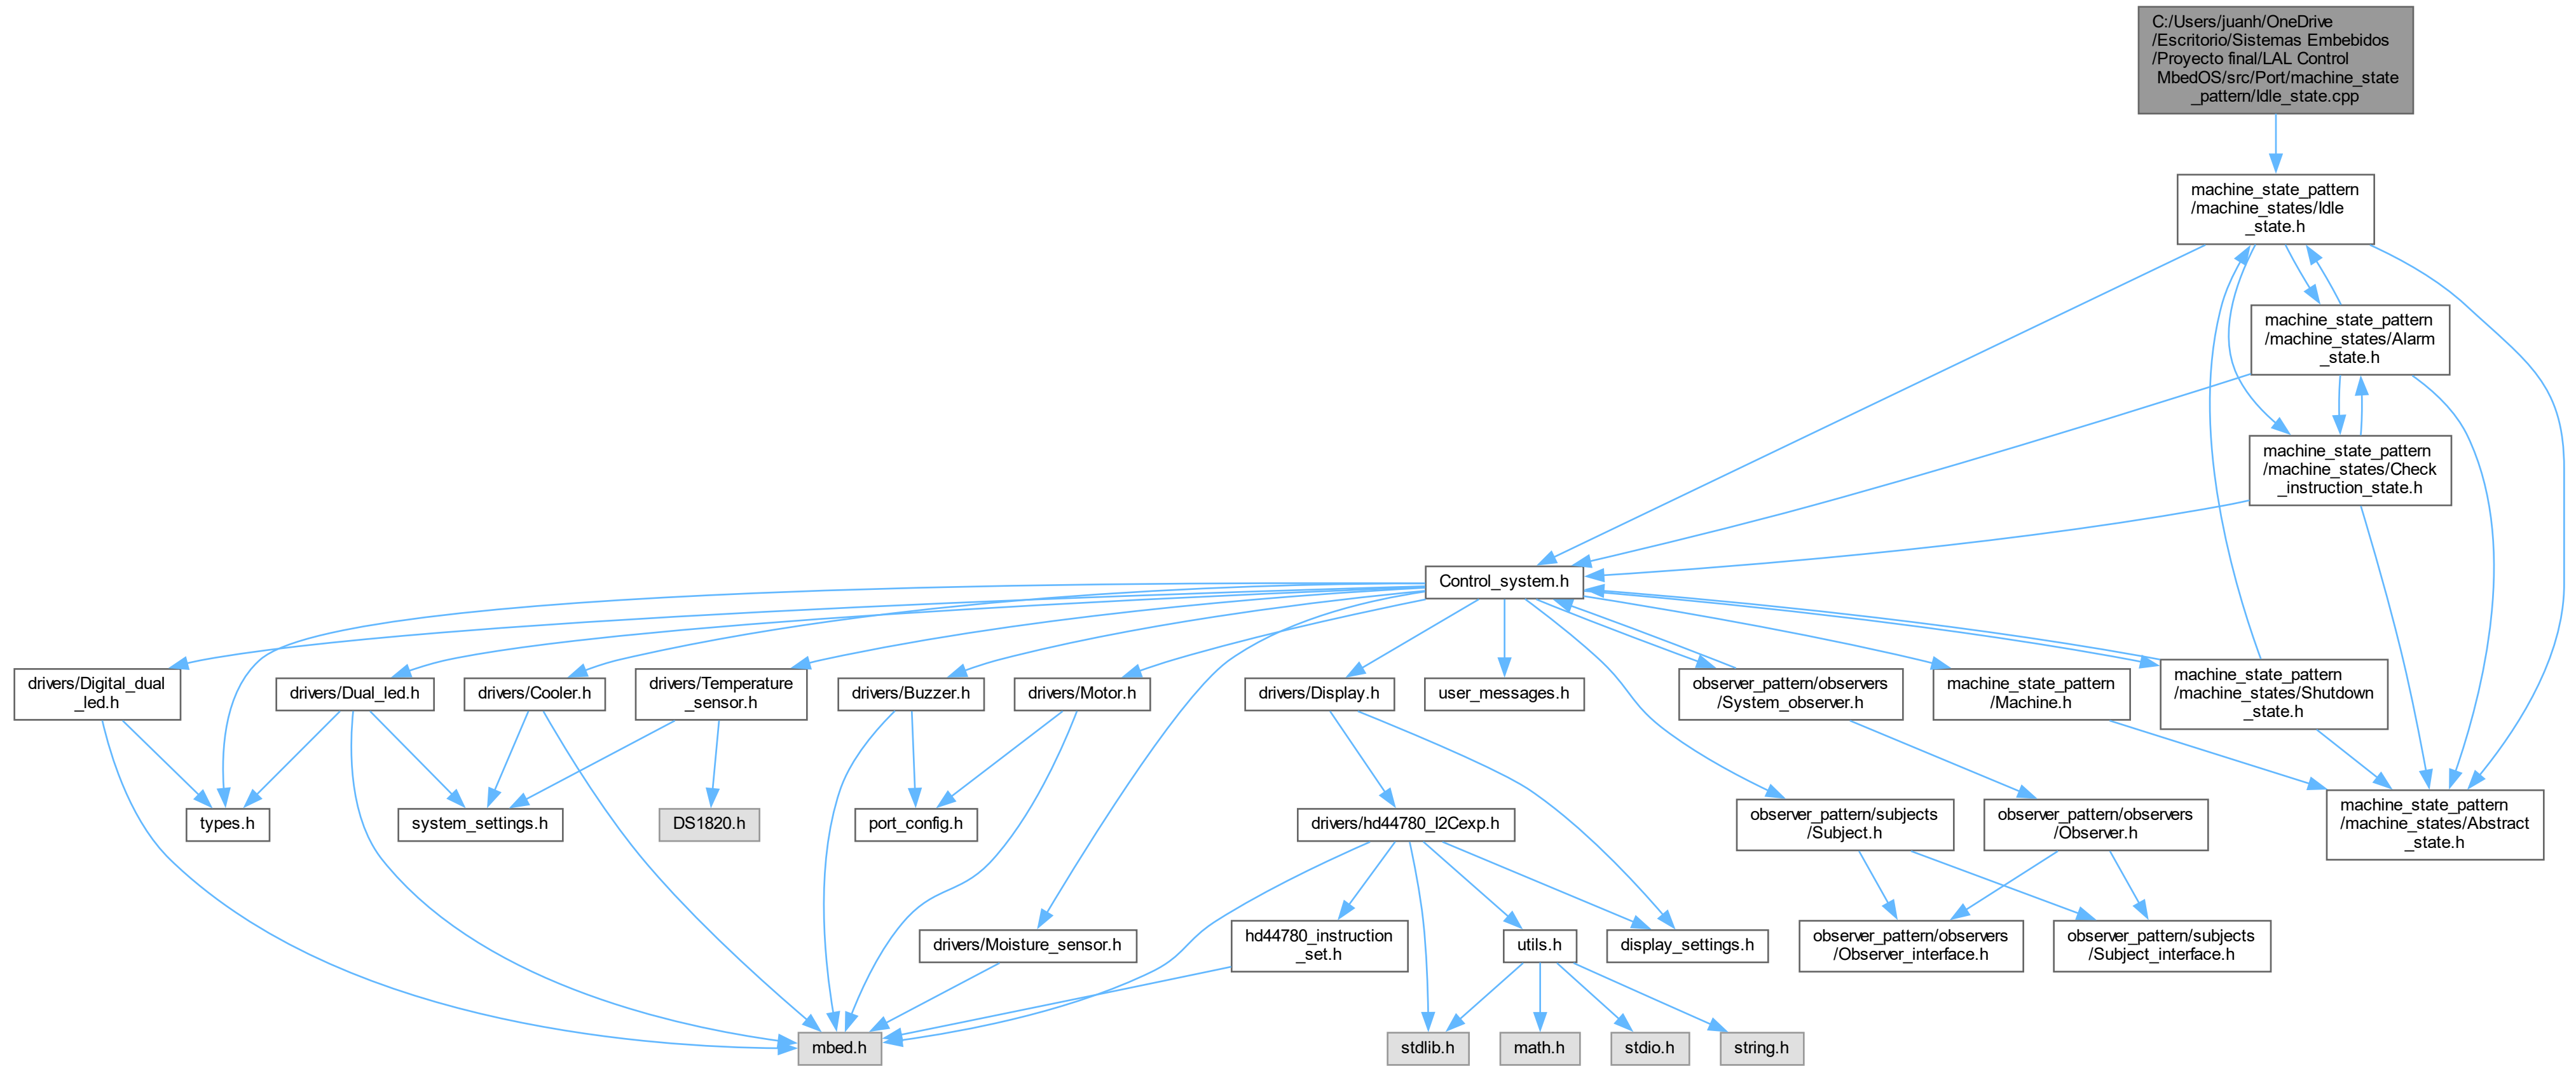 C:/Users/juanh/OneDrive
/Escritorio/Sistemas Embebidos
/Proyecto final/LAL Control
MbedOS/src/Port/machine_state
_pattern/Idle_state.cpp
machine_state_pattern
/machine_states/Idle
_state.h
machine_state_pattern
/machine_states/Alarm
_state.h
machine_state_pattern
/machine_states/Check
_instruction_state.h
Control_system.h
drivers/Digital_dual
_led.h
drivers/Dual_led.h
drivers/Cooler.h
drivers/Temperature
_sensor.h
drivers/Buzzer.h
drivers/Motor.h
drivers/Display.h
user_messages.h
observer_pattern/observers
/System_observer.h
machine_state_pattern
/Machine.h
machine_state_pattern
/machine_states/Shutdown
_state.h
types.h
system_settings.h
DS1820.h
port_config.h
drivers/hd44780_I2Cexp.h
observer_pattern/subjects
/Subject.h
observer_pattern/observers
/Observer.h
machine_state_pattern
/machine_states/Abstract
_state.h
drivers/Moisture_sensor.h
hd44780_instruction
_set.h
utils.h
display_settings.h
observer_pattern/observers
/Observer_interface.h
observer_pattern/subjects
/Subject_interface.h
mbed.h
stdlib.h
math.h
stdio.h
string.h